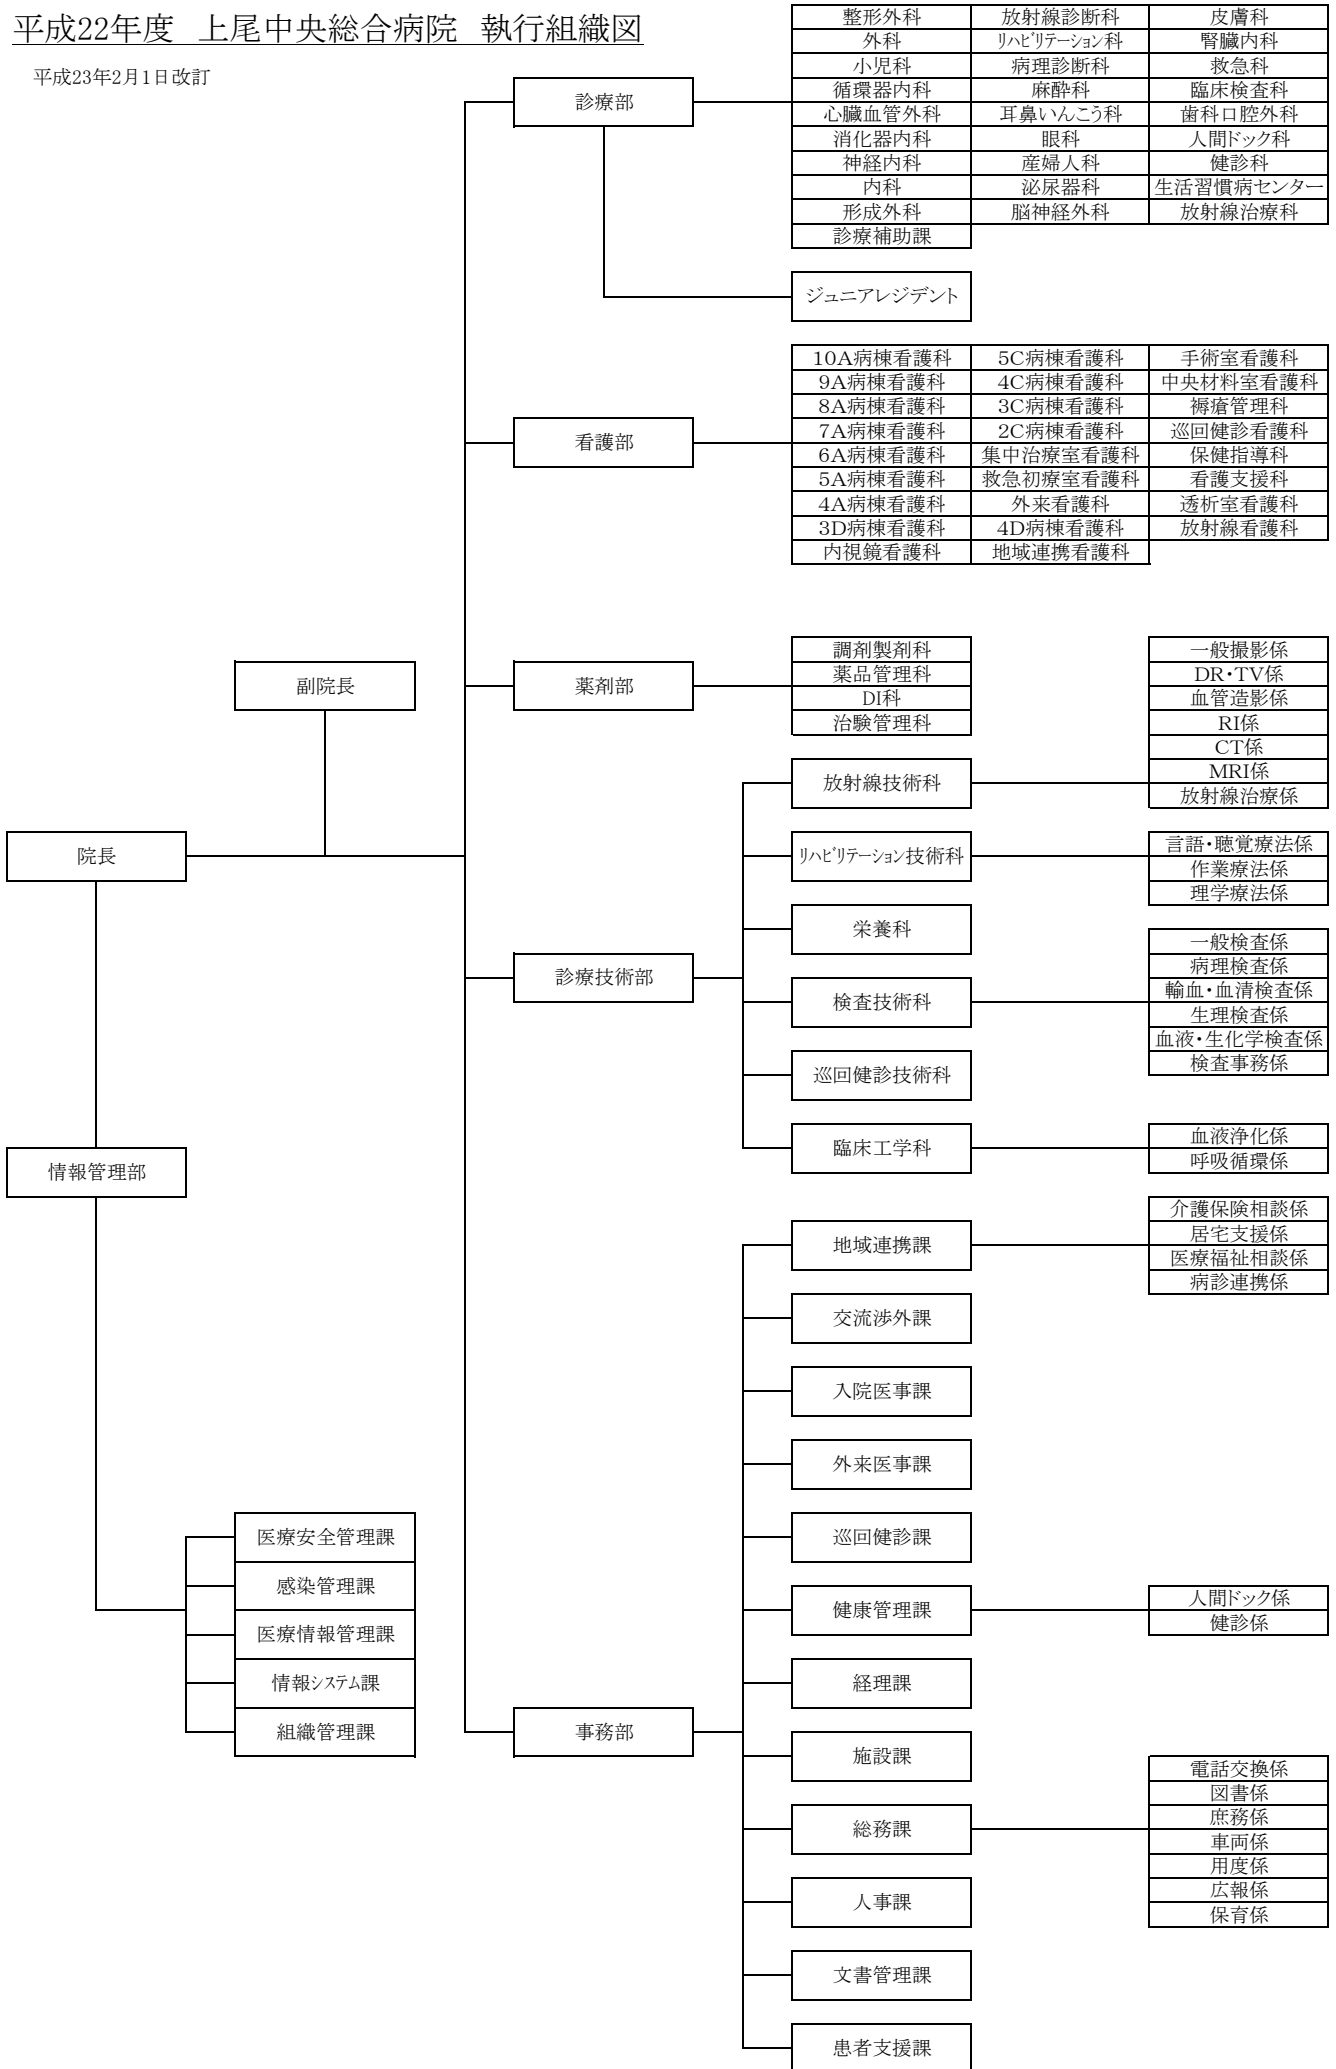 平成22年度 上尾中央総合病院 執行組織図
平成23年2月1日改訂
院長
副院長
情報管理部
医療安全管理課
感染管理課
医療情報管理課
情報システム課
組織管理課
診療部
整形外科 放射線診断科 皮膚科
外科 リハビリテーション科 腎臓内科
小児科 病理診断科 救急科
循環器内科 麻酔科 臨床検査科
心臓血管外科 耳鼻いんこう科 歯科口腔外科
消化器内科 眼科 人間ドック科
神経内科 産婦人科 健診科
内科 泌尿器科 生活習慣病センター
形成外科 脳神経外科 放射線治療科
診療補助課
ジュニアレジデント
看護部
10A病棟看護科 5C病棟看護科 手術室看護科
9A病棟看護科 4C病棟看護科 中央材料室看護科
8A病棟看護科 3C病棟看護科 褥瘡管理科
7A病棟看護科 2C病棟看護科 巡回健診看護科
6A病棟看護科 集中治療室看護科 保健指導科
5A病棟看護科 救急初療室看護科 看護支援科
4A病棟看護科 外来看護科 透析室看護科
3D病棟看護科 4D病棟看護科 放射線看護科
内視鏡看護科 地域連携看護科
薬剤部
調剤製剤科
薬品管理科
DI科
治験管理科
診療技術部
放射線技術科
一般撮影係
DR・TV係
血管造影係
RI係
CT係
MRI係
放射線治療係
リハビリテーション技術科
言語・聴覚療法係
作業療法係
理学療法係
栄養科
検査技術科
一般検査係
病理検査係
輸血・血清検査係
生理検査係
血液・生化学検査係
検査事務係
巡回健診技術科
臨床工学科
血液浄化係
呼吸循環係
事務部
地域連携課
介護保険相談係
居宅支援係
医療福祉相談係
病診連携係
交流渉外課
入院医事課
外来医事課
巡回健診課
健康管理課
人間ドック係
健診係
経理課
施設課
総務課
電話交換係
図書係
庶務係
車両係
用度係
広報係
保育係
人事課
文書管理課
患者支援課